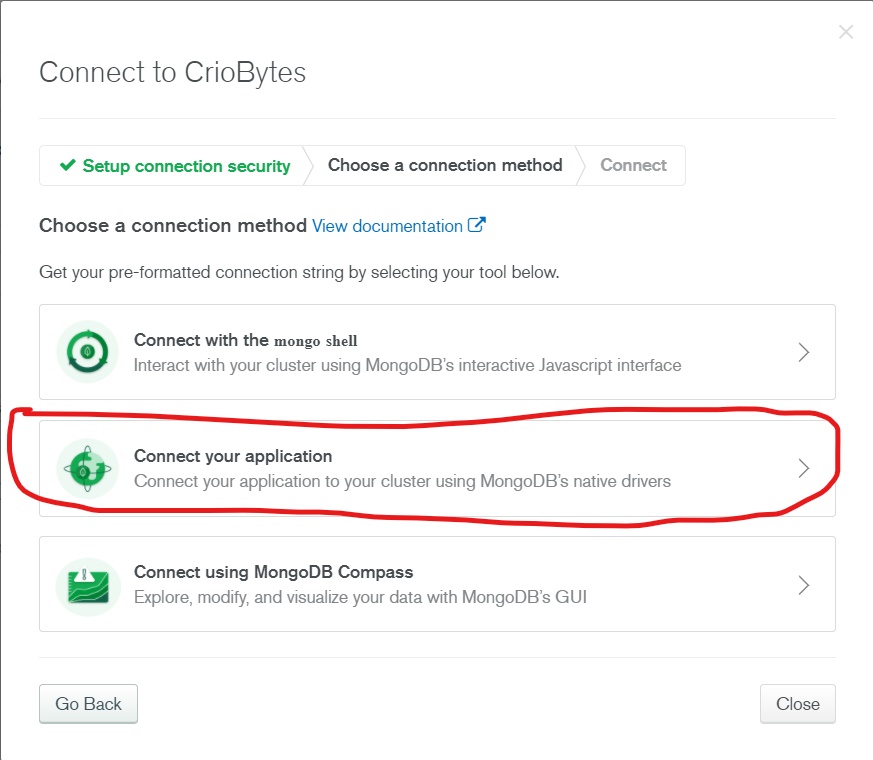 Connect to CrioBytes
Setup connection security
Choose a connection method
Connect
Choose a connection method View documentation
Get your pre-formatted connection string by selecting your tool below.
Connect with the mongo shell
Interact with your cluster using MongoDB's interactive Javascript interface
Connect your application
Connect your application to your cluster using MongoDB's native drivers
Connect using MongoDB Compass
Explore, modify, and visualize your data with MongoDB's GUI
Go Back
Close